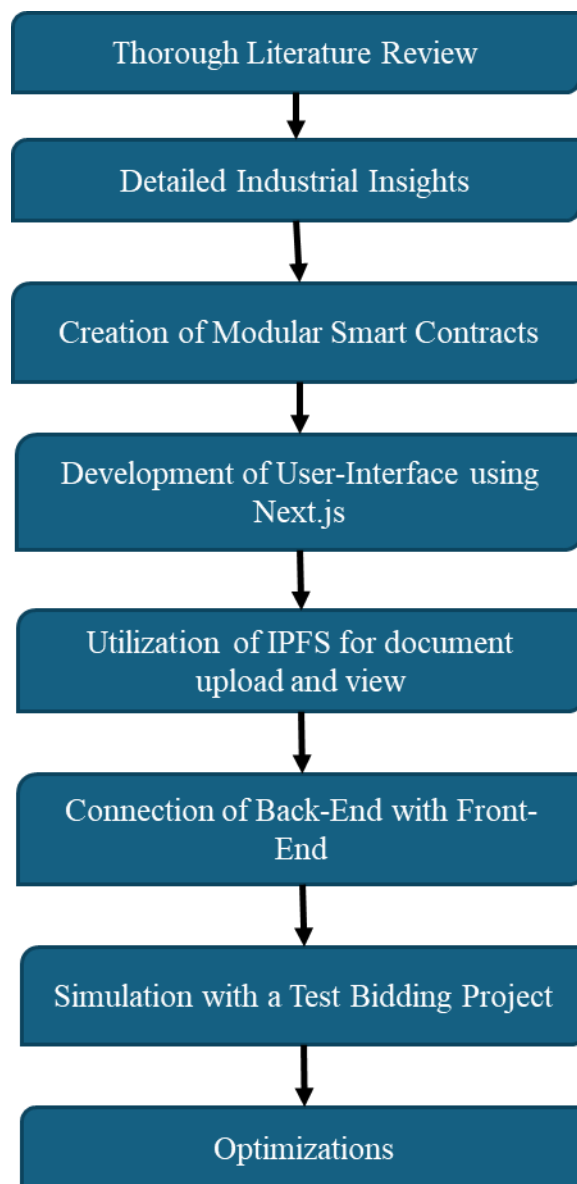 Thorough Literature Review
Detailed Industrial Insights
Creation of Modular Smart Contracts
Development of User-Interface using
Next.js
Utilization of IPFS for document
upload and view
Connection of Back-End with Front-
End
Simulation with a Test Bidding Project
Optimizations